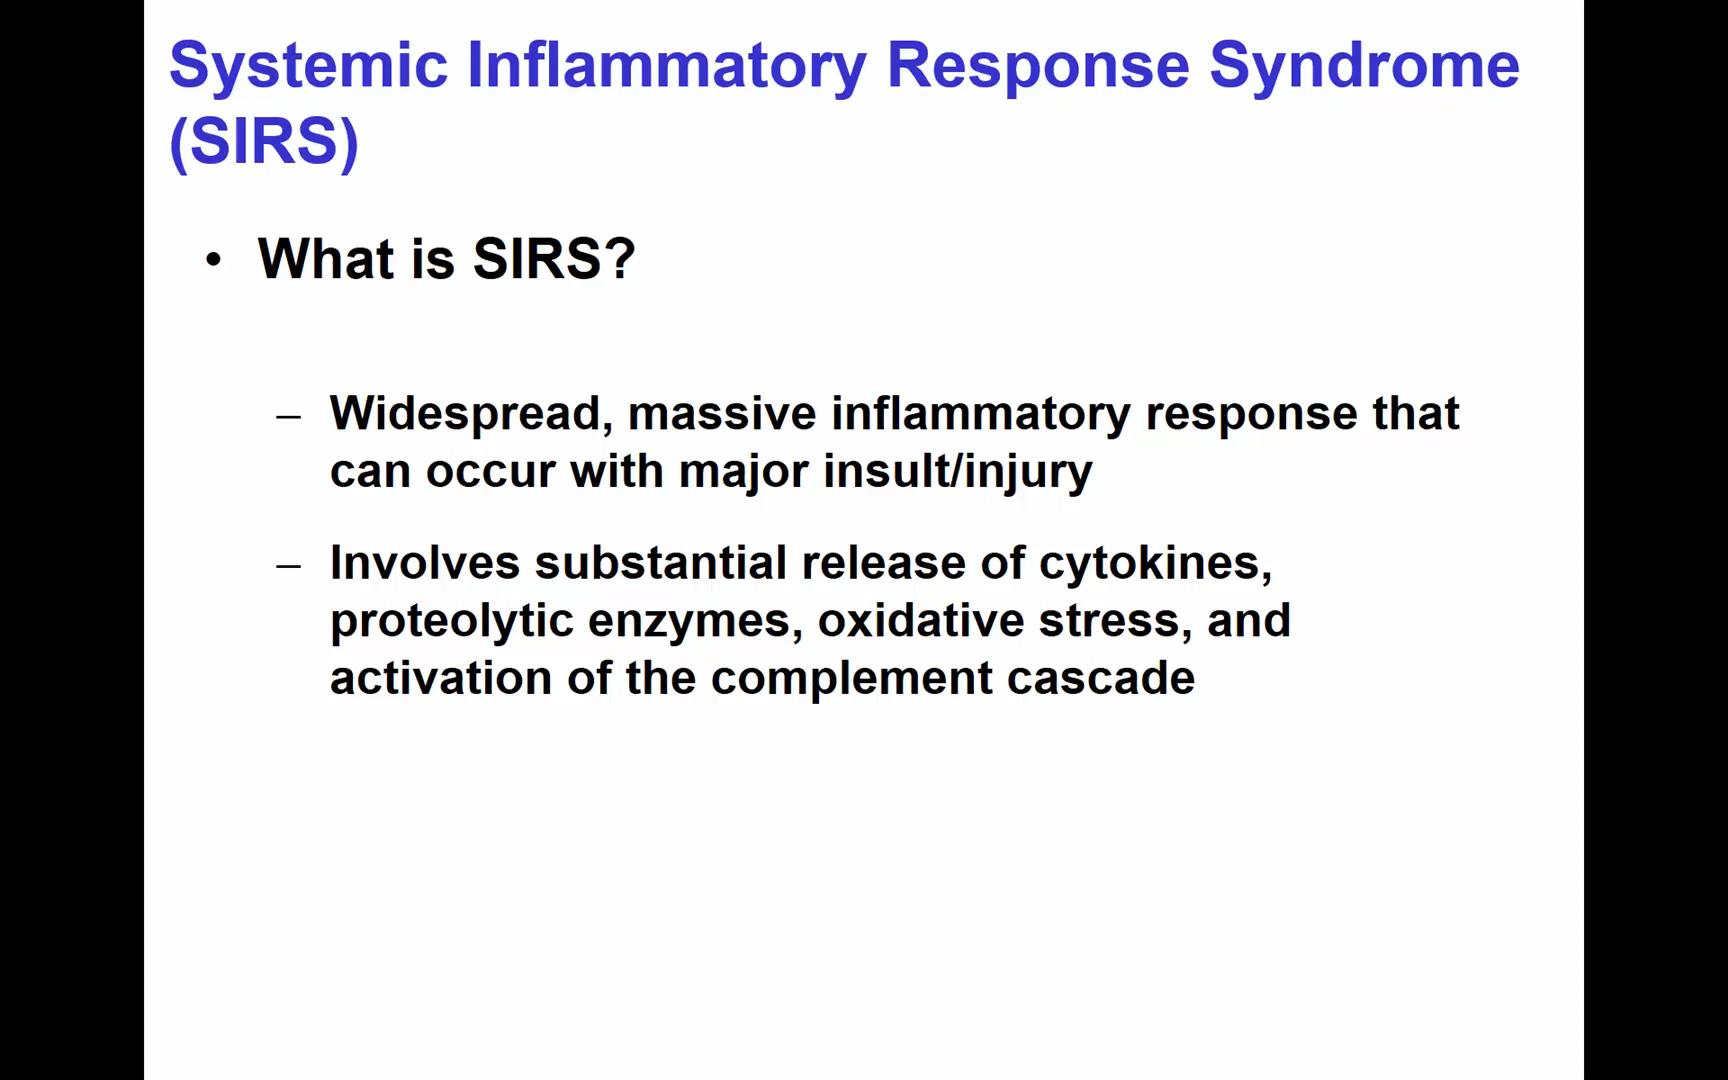 Systemic Inflammatory Response Syndrome
(SIRS)
• What is SIRS?
– Widespread, massive inflammatory response that
can occur with major insult/injury
– Involves substantial release of cytokines,
proteolytic enzymes, oxidative stress, and
activation of the complement cascade